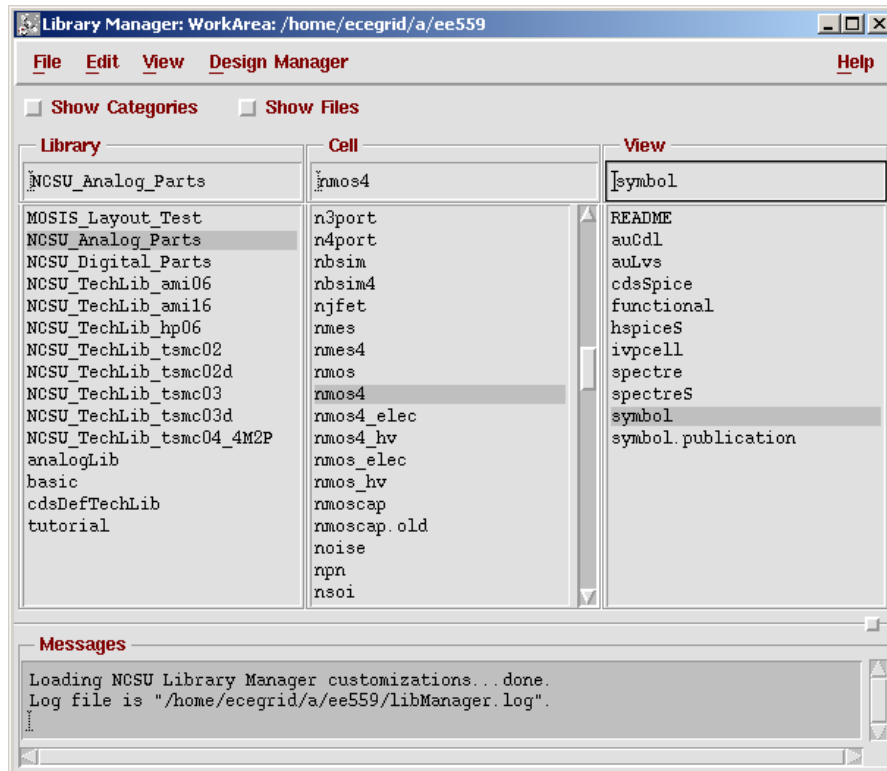 Library Manager: WorkArea: /home/ecegrid/a/ee559
File Edit View Design Manager Help
Show Categories Show Files
Library
NCSU_Analog_Parts
MOSIS_Layout_Test
NCSU_Analog_Parts
NCSU_Digital_Parts
NCSU_TechLib_ami06
NCSU_TechLib_ami16
NCSU_TechLib_hp06
NCSU_TechLib_tsmc02
NCSU_TechLib_tsmc02d
NCSU_TechLib_tsmc03
NCSU_TechLib_tsmc03d
NCSU_TechLib_tsmc04_4M2P
analogLib
basic
cdsDefTechLib
tutorial
Cell
nmos4
n3port
n4port
nbsim
nbsim4
njfet
nmes
nmes4
nmos
nmos4
nmos4_elec
nmos4_hv
nmos_elec
nmos_hv
nmoscap
nmoscap.old
noise
npn
nsoi
View
symbol
README
auCdl
auLvs
cdsSpice
functional
hspiceS
ivpcell
spectre
spectreS
symbol
symbol.publication
Messages
Loading NCSU Library Manager customizations...done.
Log file is "/home/ecegrid/a/ee559/libManager.log".